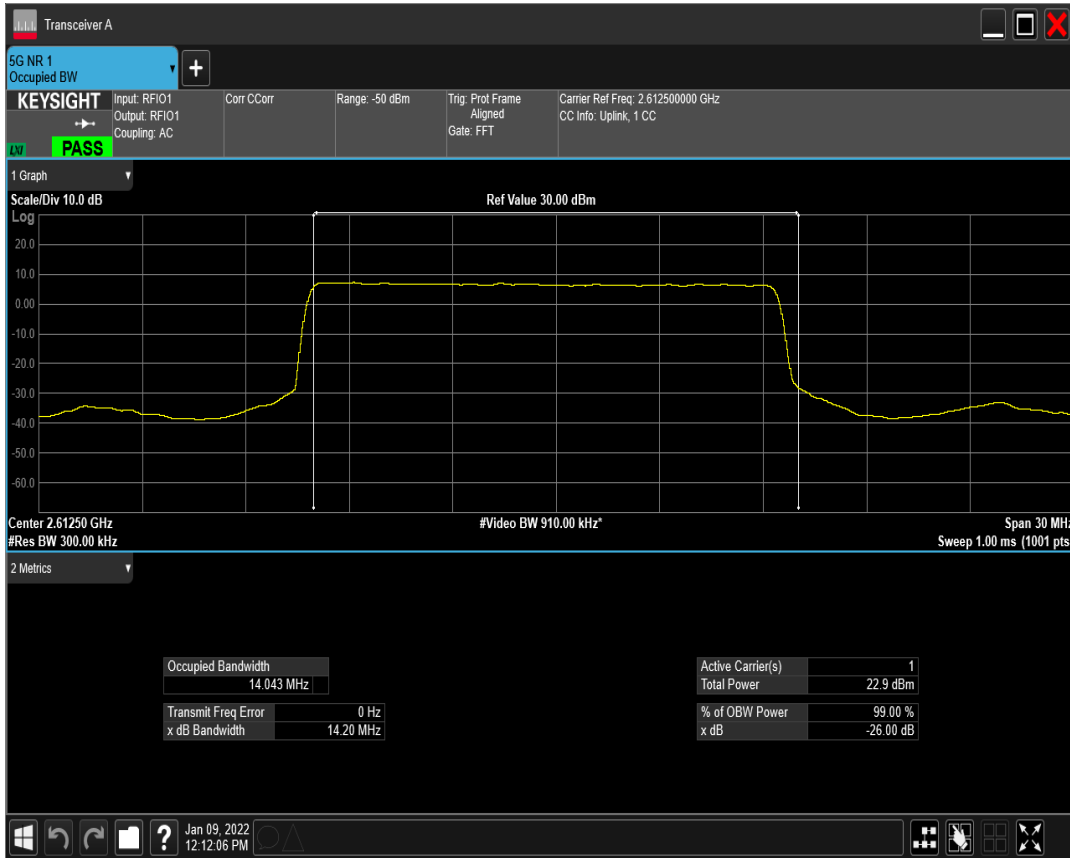 Transceiver A
5G NR 1
Occupied BW
KEYSIGHT
LXI
PASS
Input: RFIO1
Output: RFIO1
Coupling: AC
Corr CCorr
Range: -50 dBm
Trig: Prot Frame
Aligned
Gate: FFT
Carrier Ref Freq: 2.612500000 GHz
CC Info: Uplink, 1 CC
1 Graph
Scale/Div 10.0 dB
Ref Value 30.00 dBm
Log
20.0
10.0
0.00
-10.0
-20.0
-30.0
-40.0
-50.0
-60.0
Center 2.61250 GHz
#Video BW 910.00 kHz*
Span 30 MHz
#Res BW 300.00 kHz
Sweep 1.00 ms (1001 pts
2 Metrics
Occupied Bandwidth
14.043 MHz
Transmit Freq Error 0 Hz
x dB Bandwidth 14.20 MHz
Active Carrier(s) 1
Total Power 22.9 dBm
% of OBW Power 99.00 %
x dB -26.00 dB
?
Jan 09, 2022
12:12:06 PM